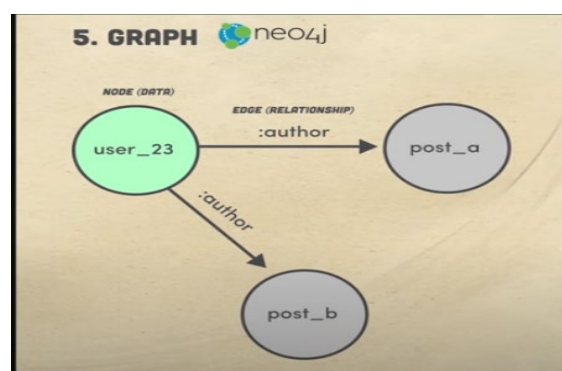 5. GRAPH neo4j
NODE (DATA)
EDGE (RELATIONSHIP)
:author
user_23
post_a
:author
post_b